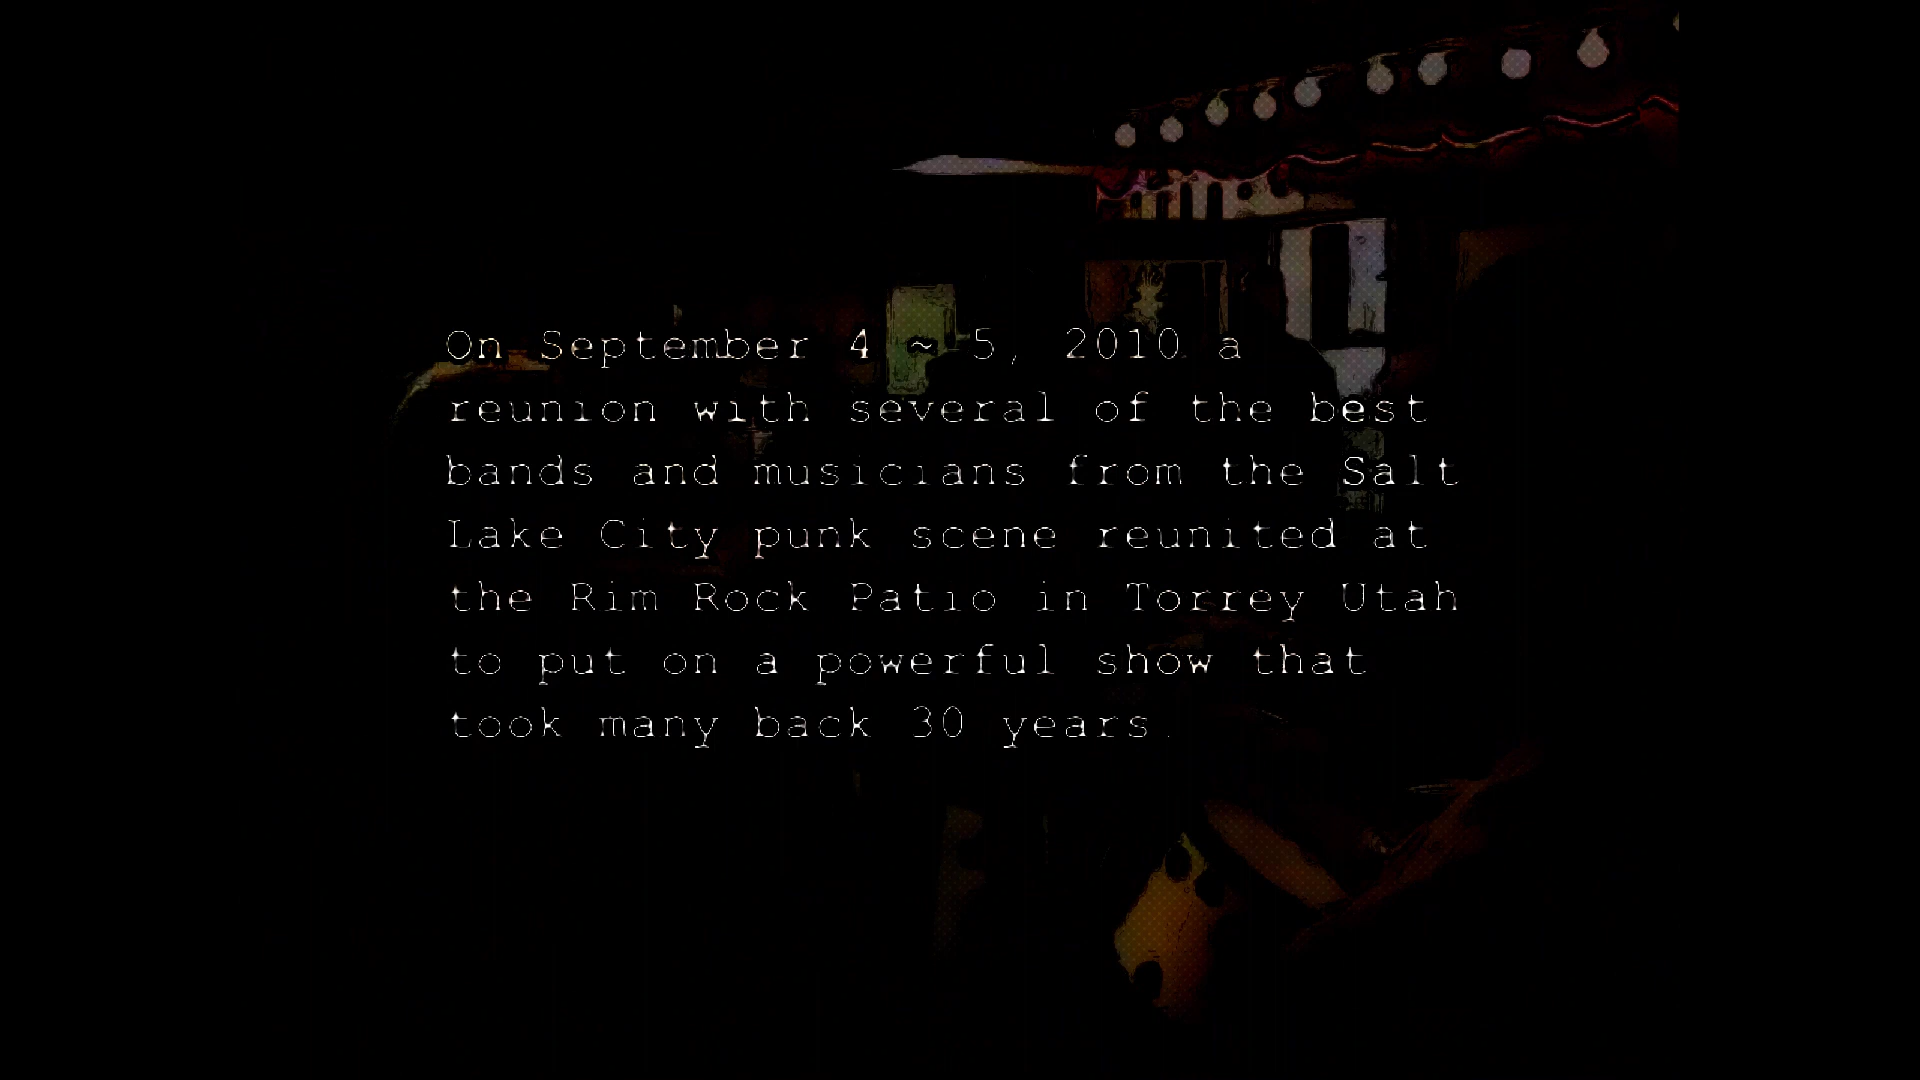 On September 4 ~ 5, 2010 a
reunion with several of the best
bands and musicians from the Salt
Lake City punk scene reunited at
the Rim Rock Patio in Torrey Utah
to put on a powerful show that
took many back 30 years.